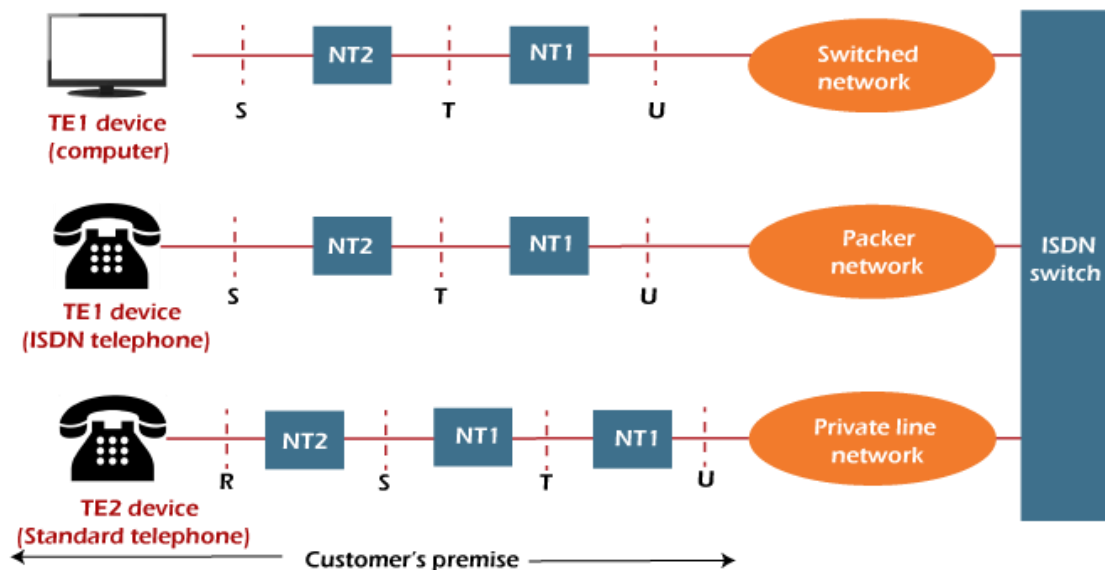 NT2
NT1
Switched
network
S
T
U
TE1 device
(computer)
NT2
NT1
Packer
network
ISDN
switch
S
T
U
TE1 device
(ISDN telephone)
NT2
NT1
NT1
Private line
network
R
S
T
U
TE2 device
(Standard telephone)
Customer's premise